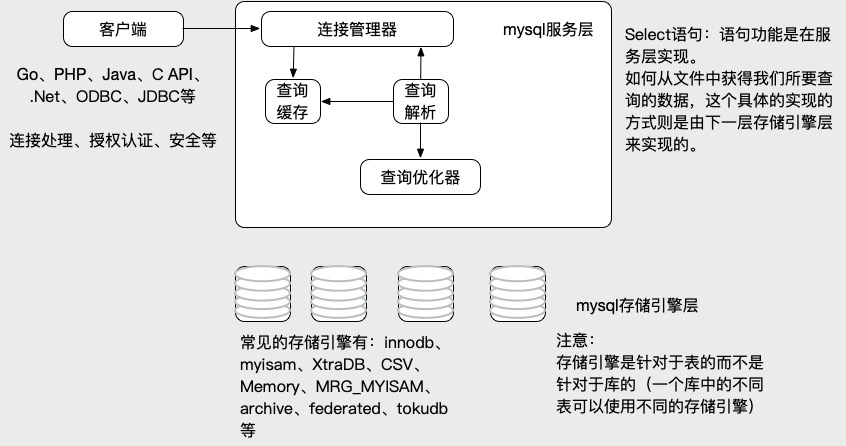 客户端
连接管理器
mysql服务层
Go、PHP、Java、C API、
.Net、ODBC、JDBC等
连接处理、授权认证、安全等
查询
缓存
查询
解析
查询优化器
Select语句：语句功能是在服
务层实现。
如何从文件中获得我们所要查
询的数据，这个具体的实现的
方式则是由下一层存储引擎层
来实现的。
mysql存储引擎层
常见的存储引擎有：innodb、
myisam、XtraDB、CSV、
Memory、MRG_MYISAM、
archive、federated、tokudb
等
注意：
存储引擎是针对于表的而不是
针对于库的（一个库中的不同
表可以使用不同的存储引擎）